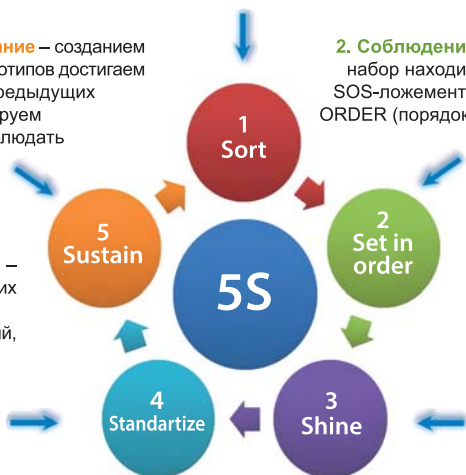 ание – созданием
отипов достигаем
редыдущих
руем
людать
2. Соблюдени
набор находи
SOS-ложемент
ORDER (порядок
1
Sort
2
Set in
order
3
Shine
4
Standartize
5
Sustain
5S
–
их
ий,